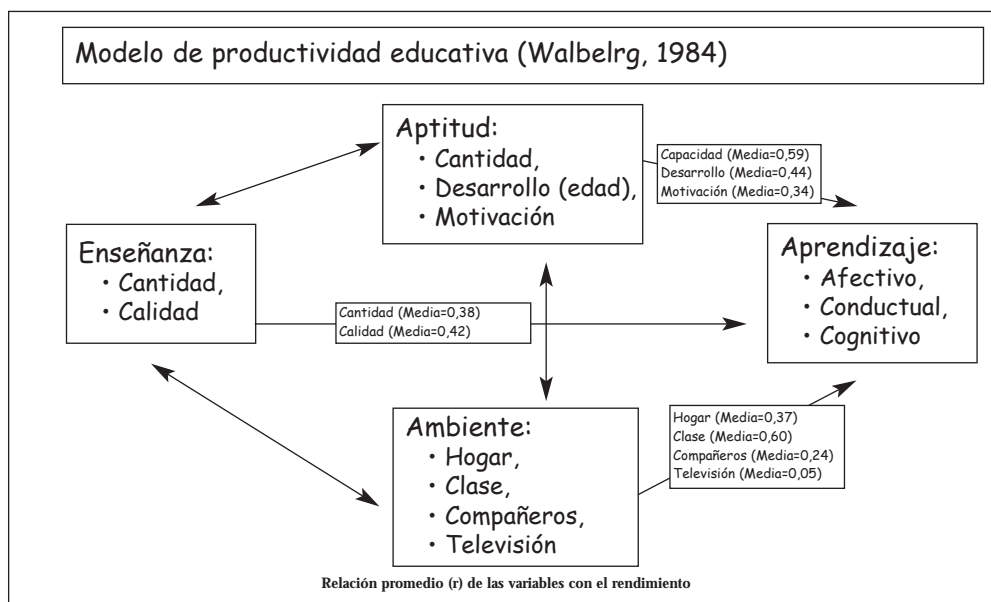 Modelo de productividad educativa (Walbelrg, 1984)
Aptitud:
• Cantidad,
• Desarrollo (edad),
• Motivación
Capacidad (Media=0,59)
Desarrollo (Media=0,44)
Motivación (Media=0,34)
Enseñanza:
• Cantidad,
• Calidad
Cantidad (Media=0,38)
Calidad (Media=0,42)
Aprendizaje:
• Afectivo,
• Conductual,
• Cognitivo
Ambiente:
• Hogar,
• Clase,
• Compañeros,
• Televisión
Hogar (Media=0,37)
Clase (Media=0,60)
Compañeros (Media=0,24)
Televisión (Media=0,05)
Relación promedio (r) de las variables con el rendimiento